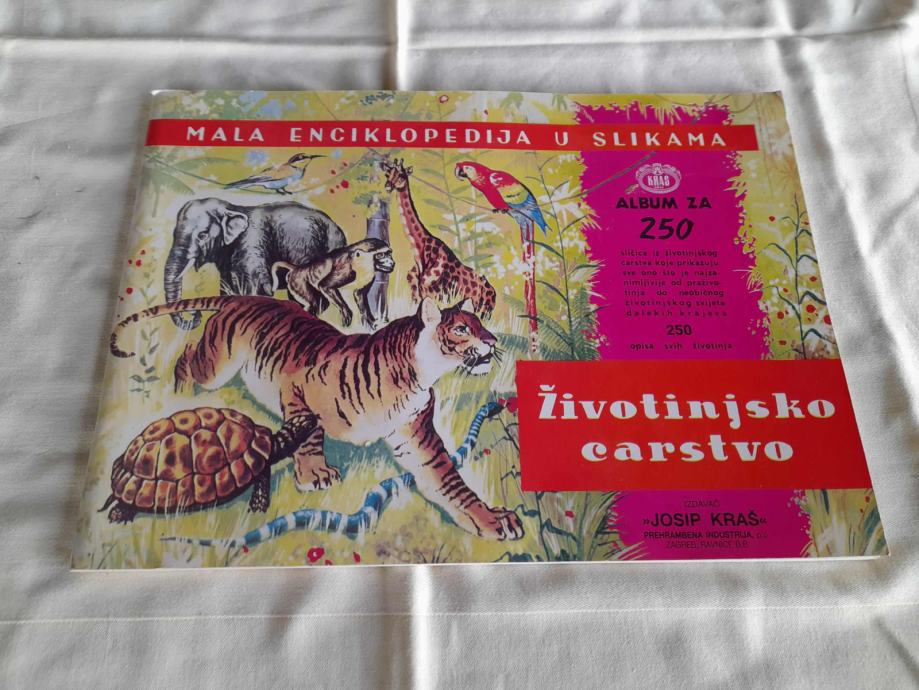 MALA ENCIKLOPEDIJA U SLIKAMA
KRAŠ
ALBUM ZA
250
sličica iz životinjskog
carstva koje prikazuju
sve ono što je najza-
nimljivije od praživo-
tinja do neobičnog
životinjskog svijeta
dalekih krajeva
250
opisa svih životinja
Životinjsko
carstvo
IZDAVAČ
»JOSIP KRAŠ«
PREHRAMBENA INDUSTRIJA, p.o.
ZAGREB, RAVNICE B.B.